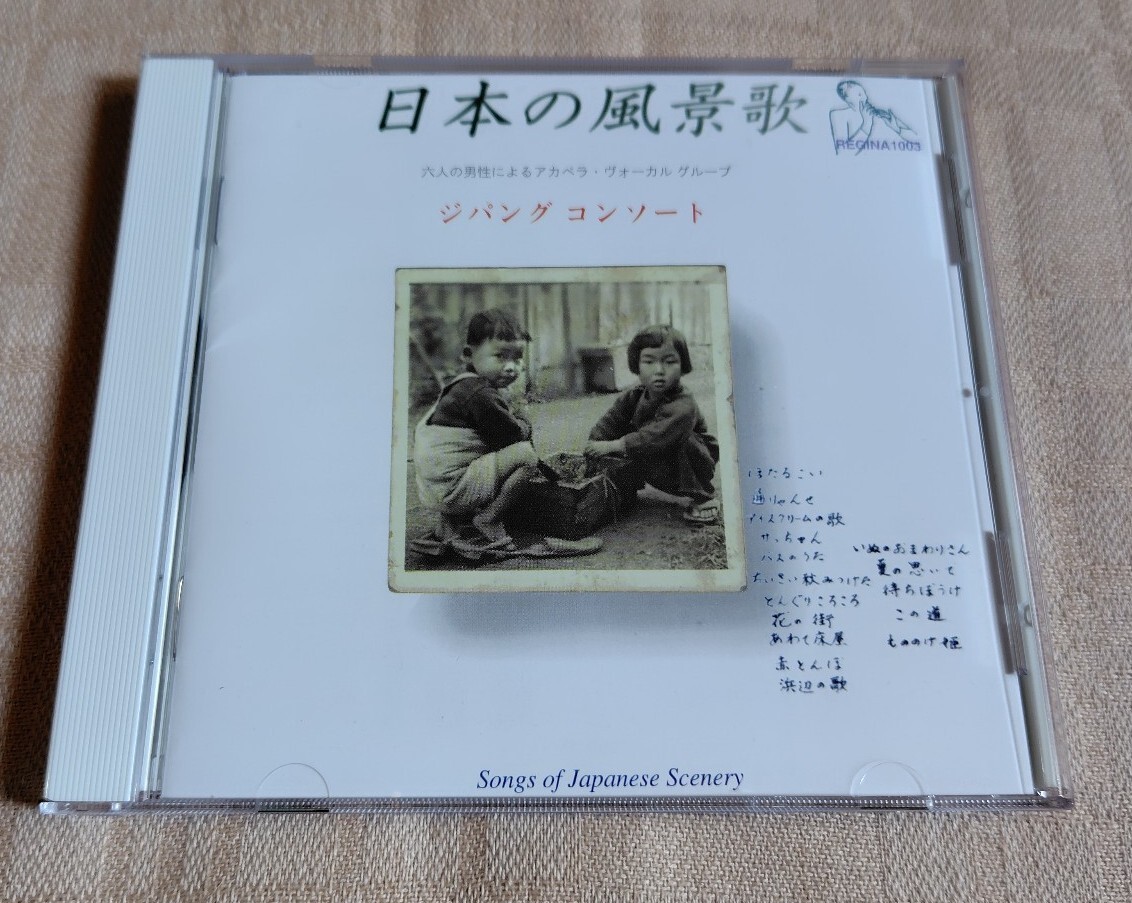 日本の風景歌
REGINA1003
六人の男性によるアカペラ・ヴォーカル グループ
ジパング コンソート
ほたるこい
通りゃんせ
アイスクリームの歌
サッちゃん
バスのうた
ちいさい秋みつけた
どんぐりころころ
花の街
あわて床屋
赤とんぼ
浜辺の歌
いぬのおまわりさん
夏の思いで
待ちぼうけ
この道
もののけ姫
Songs of Japanese Scenery